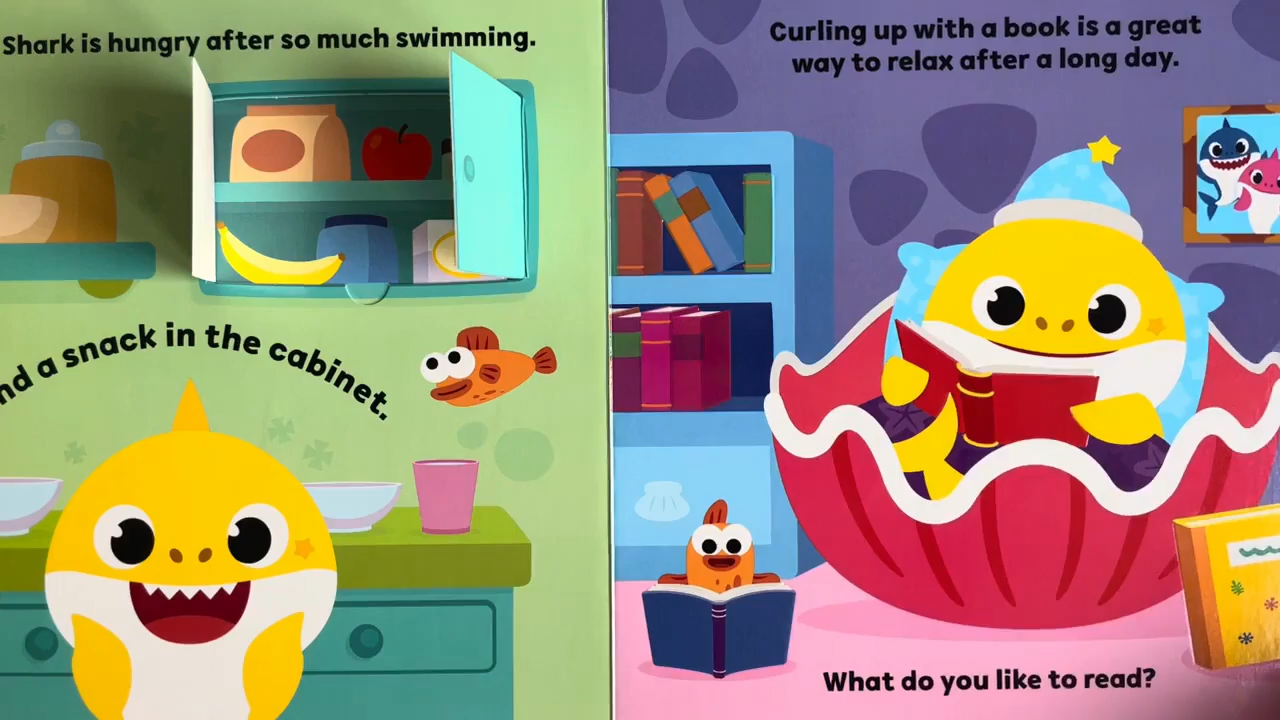 Shark is hungry after so much swimming.
a snack in the cabinet.
Curling up with a book is a great
way to relax after a long day.
What do you like to read?